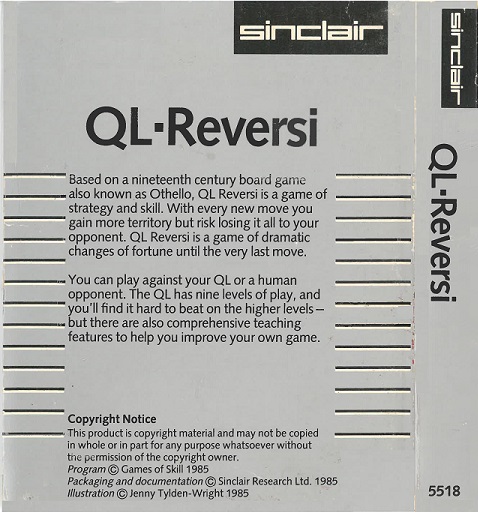 sinclair
QL·Reversi
Based on a nineteenth century board game
also known as Othello, QL Reversi is a game of
strategy and skill. With every new move you
gain more territory but risk losing it all to your
opponent. QL Reversi is a game of dramatic
changes of fortune until the very last move.
You can play against your QL or a human
opponent. The QL has nine levels of play, and
you'll find it hard to beat on the higher levels –
but there are also comprehensive teaching
features to help you improve your own game.
Copyright Notice
This product is copyright material and may not be copied
in whole or in part for any purpose whatsoever without
the permission of the copyright owner.
Program © Games of Skill 1985
Packaging and documentation © Sinclair Research Ltd. 1985
Illustration © Jenny Tylden-Wright 1985
sinclair
QL·Reversi
5518